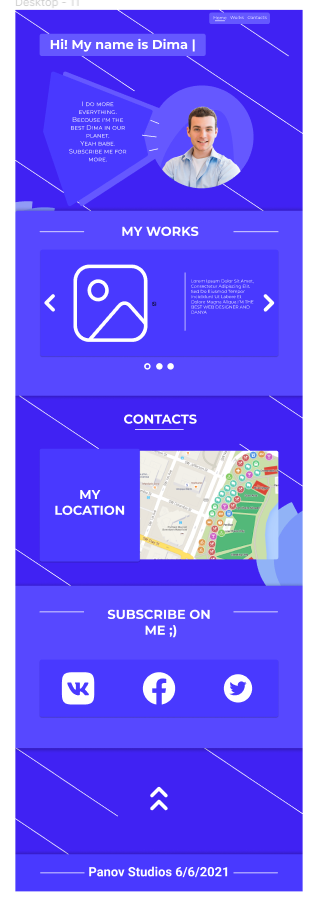 Desktop - 11
Home Works Contacts
Hi! My name is Dima |
I DO MORE
EVERYTHING.
BECOUSE I'M THE
BEST DIMA IN OUR
PLANET.
YEAH BABE.
SUBSCRIBE ME FOR
MORE.
MY WORKS
Lorem Ipsum Dolor Sit Amet,
Consectetur Adipiscing Elit,
Sed Do Eiusmod Tempor
Incididunt Ut Labore Et
Dolore Magna Aliqua I'M THE
BEST WEB DESIGNER AND
DANYA
CONTACTS
MY
LOCATION
SUBSCRIBE ON
ME ;)
Panov Studios 6/6/2021